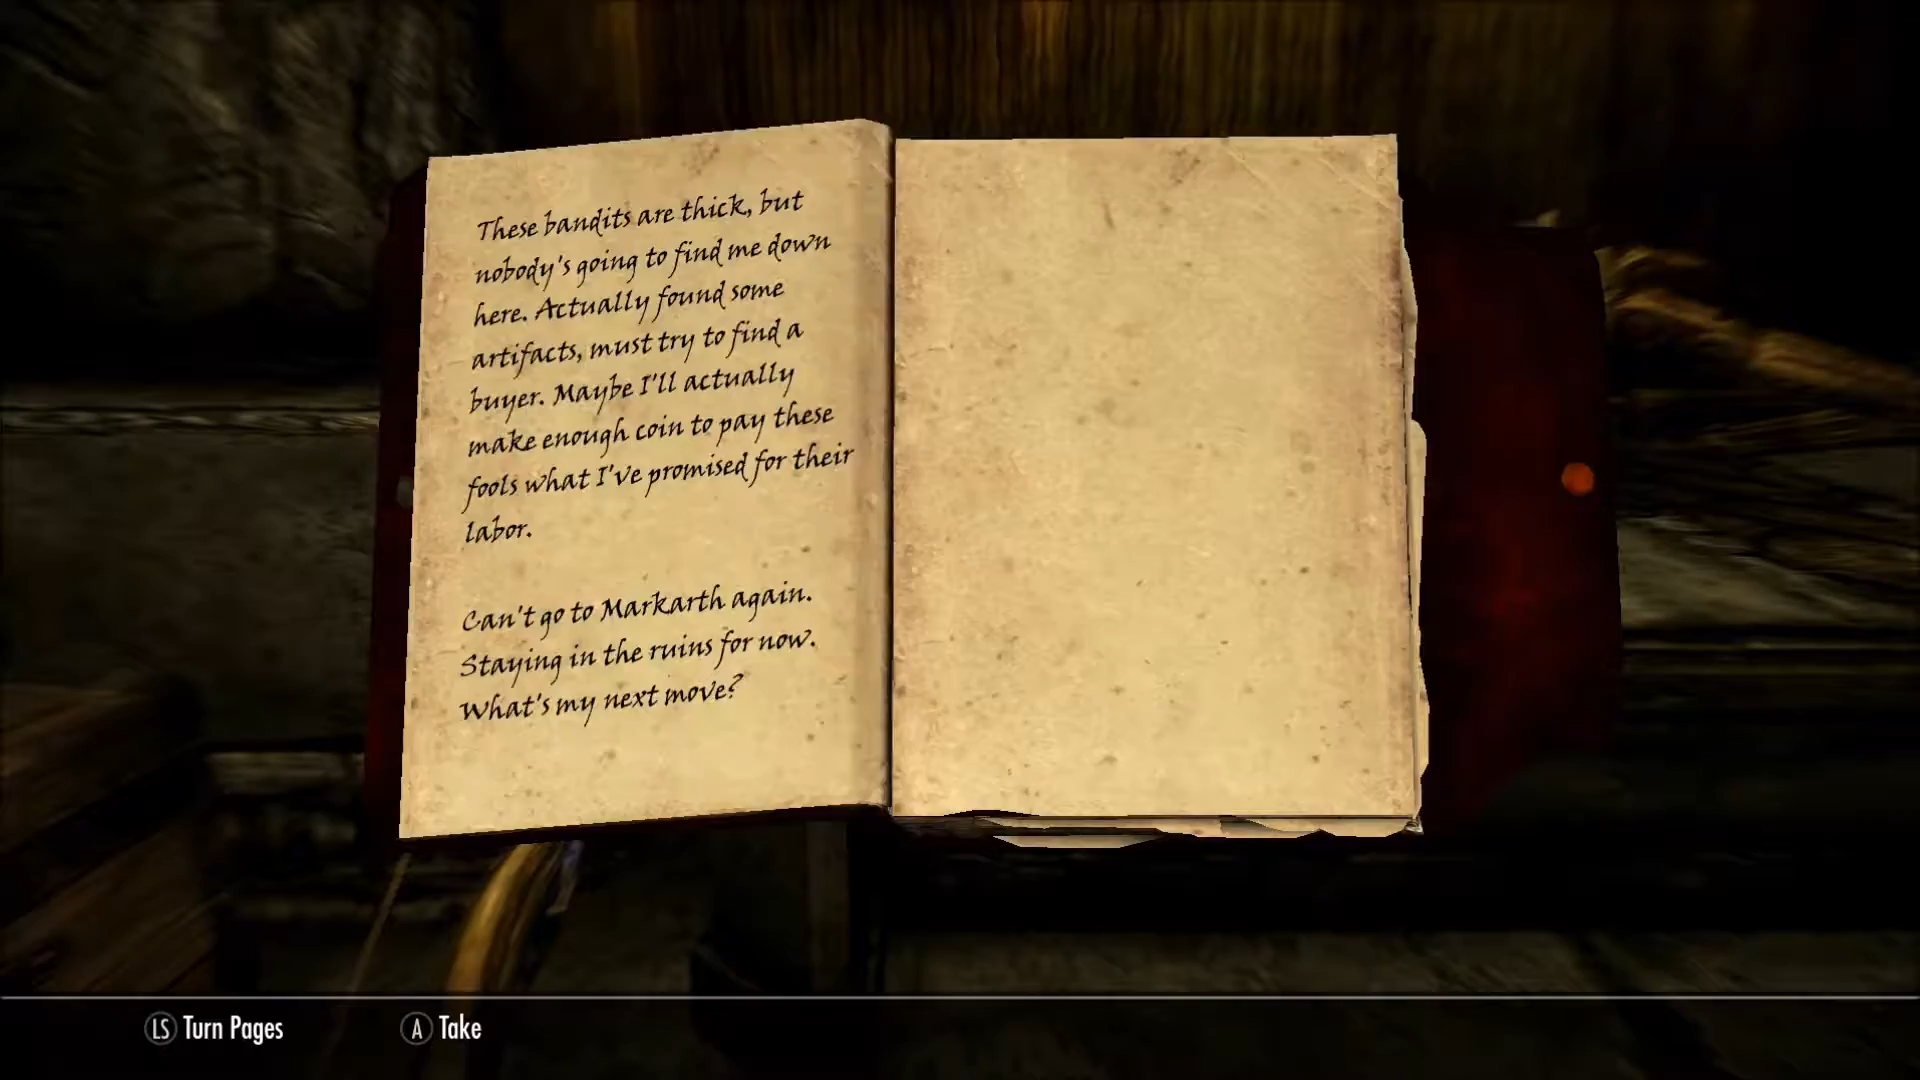 These bandits are thick, but
nobody's going to find me down
here. Actually found some
artifacts, must try to find a
buyer. Maybe I'll actually
make enough coin to pay these
fools what I've promised for their
labor.
Can't go to Markarth again.
Staying in the ruins for now.
What's my next move?
LS Turn Pages
A Take